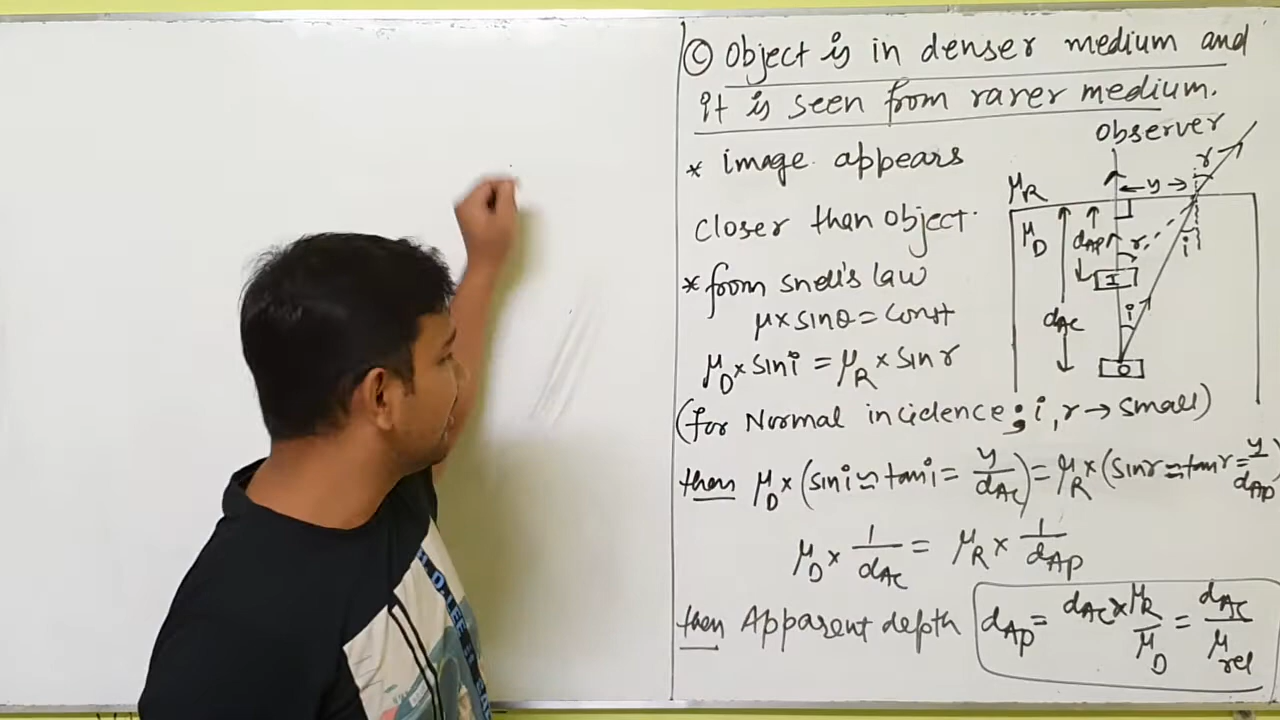 © Object is in denser medium and
it is seen from rarer medium.
Observer
* image appears
closer than object.
* from snell's law
μ×sinθ = Const
μ_D × sin i = μ_R × sin r
(for Normal incidence; i, r → small)
then μ_D × (sin i ≈ tan i = y/d_Ac) = μ_R × (sin r ≈ tan r = y/d_Ap)
μ_D × 1/d_Ac = μ_R × 1/d_Ap
then Apparent depth d_Ap = d_Ac × μ_R/μ_D = d_Ac/μ_rel
μ_R
μ_D
y
r
i
d_Ap
r
I
i
d_Ac
O